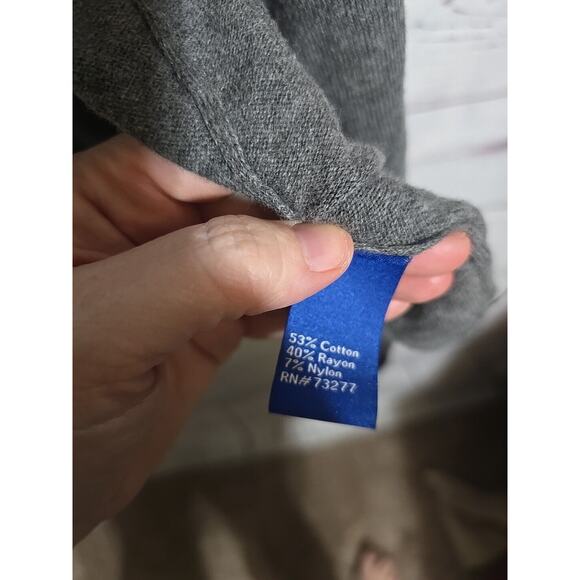 53% Cotton
40% Rayon
7% Nylon
RN# 73277